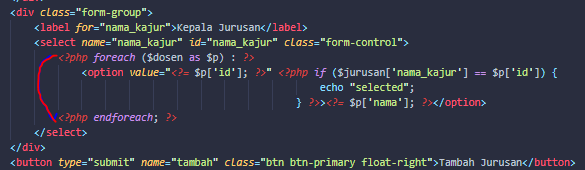 <div class="form-group">
<label for="nama_kajur">Kepala Jurusan</label>
<select name="nama_kajur" id="nama_kajur" class="form-control">
<?php foreach ($dosen as $p) : ?>
<option value="<?= $p['id']; ?>" <?php if ($jurusan['nama_kajur'] == $p['id']) {
echo "selected";
} ?>><?= $p['nama']; ?></option>
<?php endforeach; ?>
</select>
</div>
<button type="submit" name="tambah" class="btn btn-primary float-right">Tambah Jurusan</button>